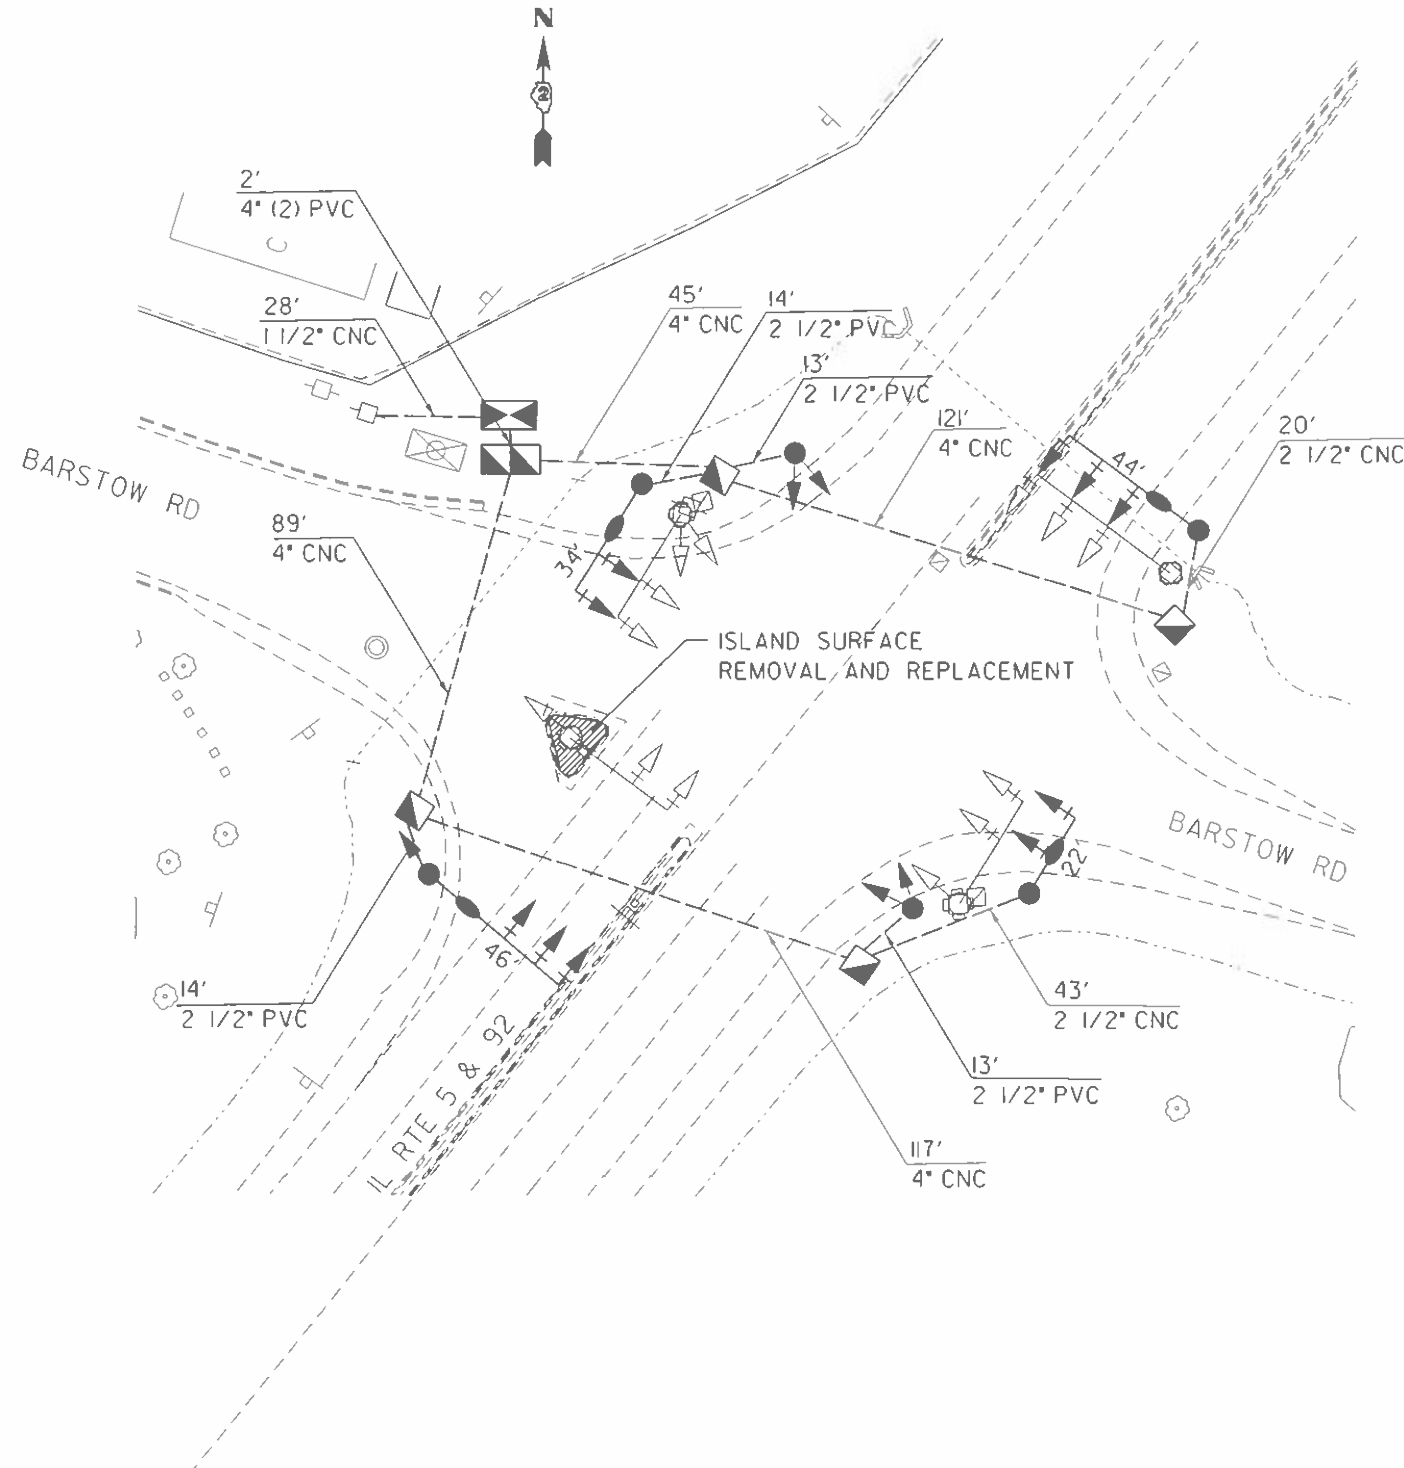 N
2
2'
4" (2) PVC
C
28'
1 1/2" CNC
45'
4" CNC
14'
2 1/2" PVC
13'
2 1/2" PVC
121'
4" CNC
20'
2 1/2" CNC
44'
BARSTOW RD
89'
4" CNC
34'
ISLAND SURFACE
REMOVAL AND REPLACEMENT
BARSTOW RD
22'
46'
14'
2 1/2" PVC
43'
2 1/2" CNC
13'
2 1/2" PVC
IL RTE 5 & 92
117'
4" CNC